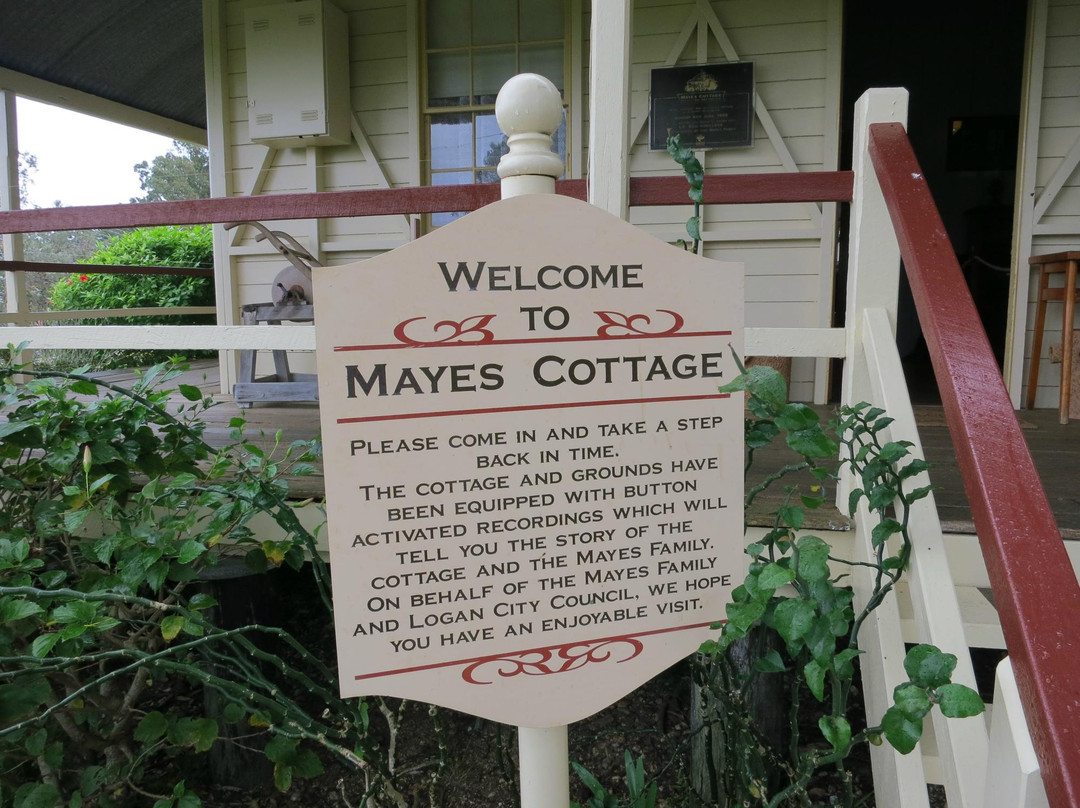 WELCOME
TO
MAYES COTTAGE
PLEASE COME IN AND TAKE A STEP
BACK IN TIME.
THE COTTAGE AND GROUNDS HAVE
BEEN EQUIPPED WITH BUTTON
ACTIVATED RECORDINGS WHICH WILL
TELL YOU THE STORY OF THE
COTTAGE AND THE MAYES FAMILY.
ON BEHALF OF THE MAYES FAMILY
AND LOGAN CITY COUNCIL, WE HOPE
YOU HAVE AN ENJOYABLE VISIT.